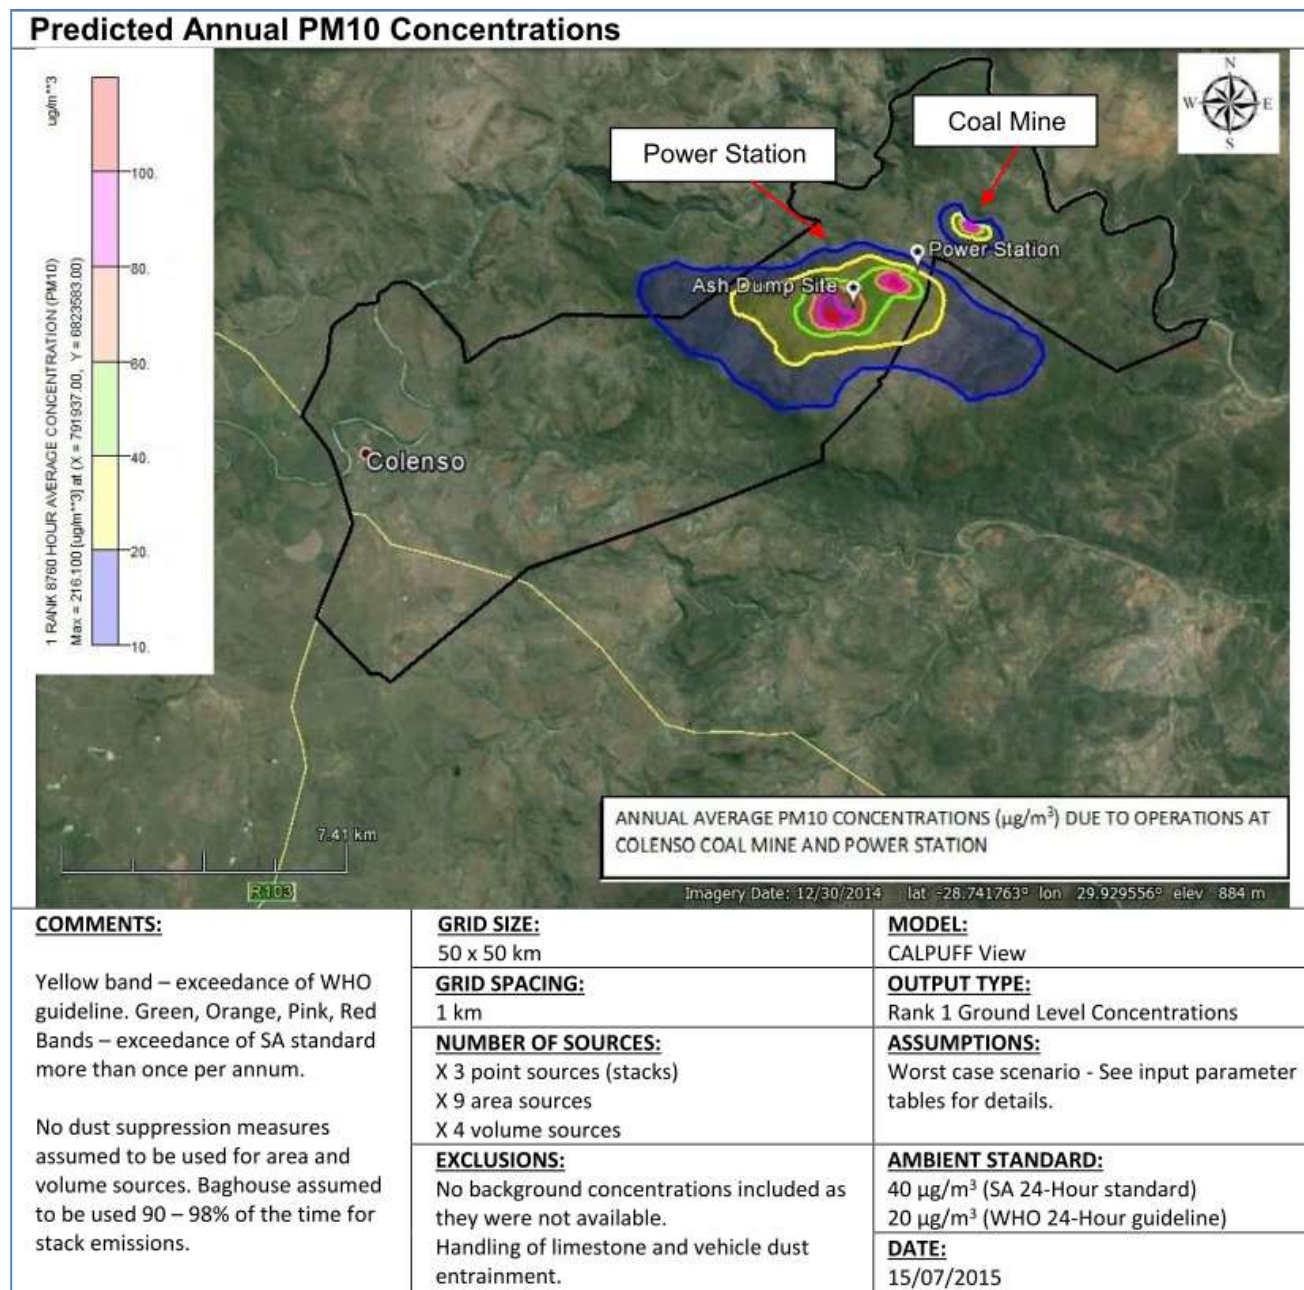 Predicted Annual PM10 Concentrations
ug/m**3
100.
80.
60.
40.
20.
10.
1 RANK 8760 HOUR AVERAGE CONCENTRATION (PM10)
Max = 216.100 [ug/m**3] at (X = 791937.00, Y = 6823583.00)
N
W E
S
Coal Mine
Power Station
Power Station
Ash Dump Site
Colenso
7.41 km
R103
ANNUAL AVERAGE PM10 CONCENTRATIONS (μg/m³) DUE TO OPERATIONS AT
COLENSO COAL MINE AND POWER STATION
Imagery Date: 12/30/2014 lat -28.741763° lon 29.929556° elev 884 m
COMMENTS:
Yellow band – exceedance of WHO
guideline. Green, Orange, Pink, Red
Bands – exceedance of SA standard
more than once per annum.
No dust suppression measures
assumed to be used for area and
volume sources. Baghouse assumed
to be used 90 – 98% of the time for
stack emissions.
GRID SIZE:
50 x 50 km
GRID SPACING:
1 km
NUMBER OF SOURCES:
X 3 point sources (stacks)
X 9 area sources
X 4 volume sources
EXCLUSIONS:
No background concentrations included as
they were not available.
Handling of limestone and vehicle dust
entrainment.
MODEL:
CALPUFF View
OUTPUT TYPE:
Rank 1 Ground Level Concentrations
ASSUMPTIONS:
Worst case scenario - See input parameter
tables for details.
AMBIENT STANDARD:
40 μg/m³ (SA 24-Hour standard)
20 μg/m³ (WHO 24-Hour guideline)
DATE:
15/07/2015